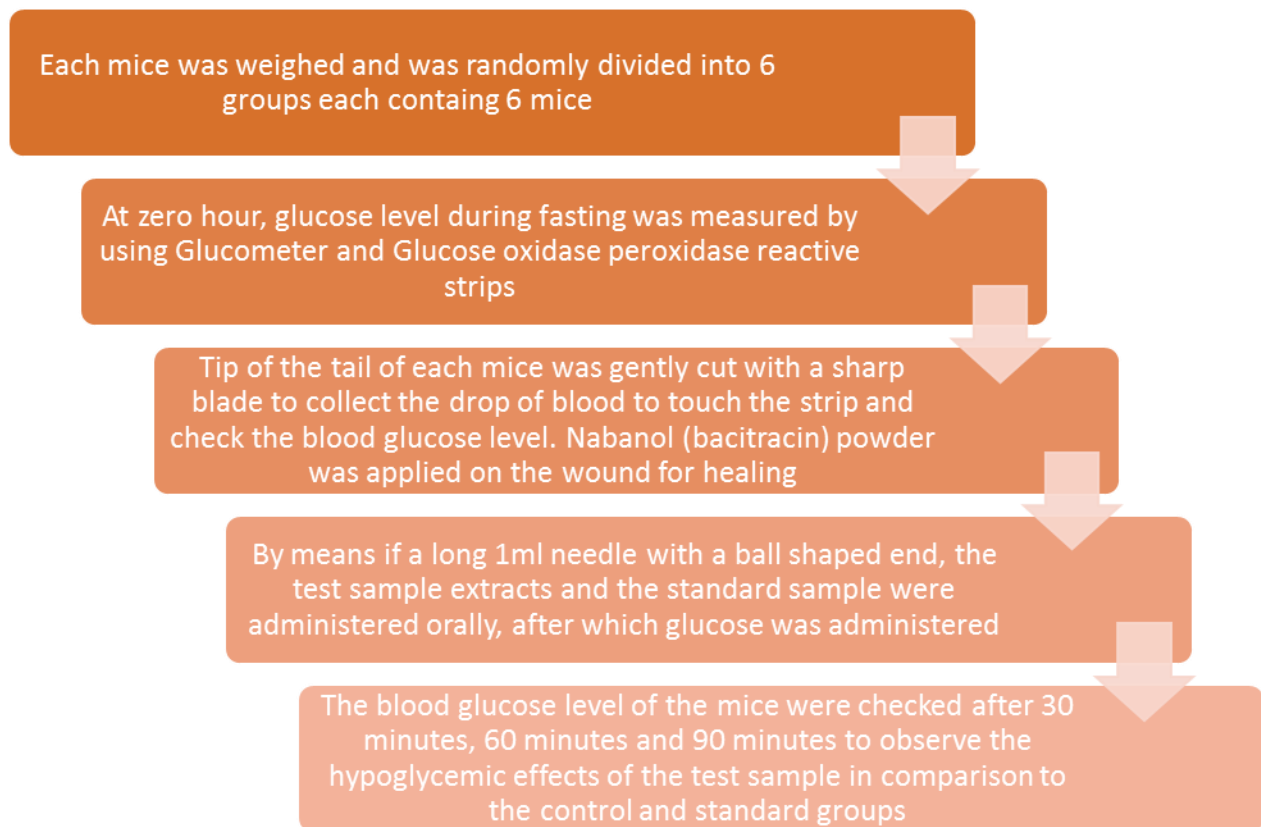 Each mice was weighed and was randomly divided into 6
groups each containg 6 mice
At zero hour, glucose level during fasting was measured by
using Glucometer and Glucose oxidase peroxidase reactive
strips
Tip of the tail of each mice was gently cut with a sharp
blade to collect the drop of blood to touch the strip and
check the blood glucose level. Nabanol (bacitracin) powder
was applied on the wound for healing
By means if a long 1ml needle with a ball shaped end, the
test sample extracts and the standard sample were
administered orally, after which glucose was administered
The blood glucose level of the mice were checked after 30
minutes, 60 minutes and 90 minutes to observe the
hypoglycemic effects of the test sample in comparison to
the control and standard groups